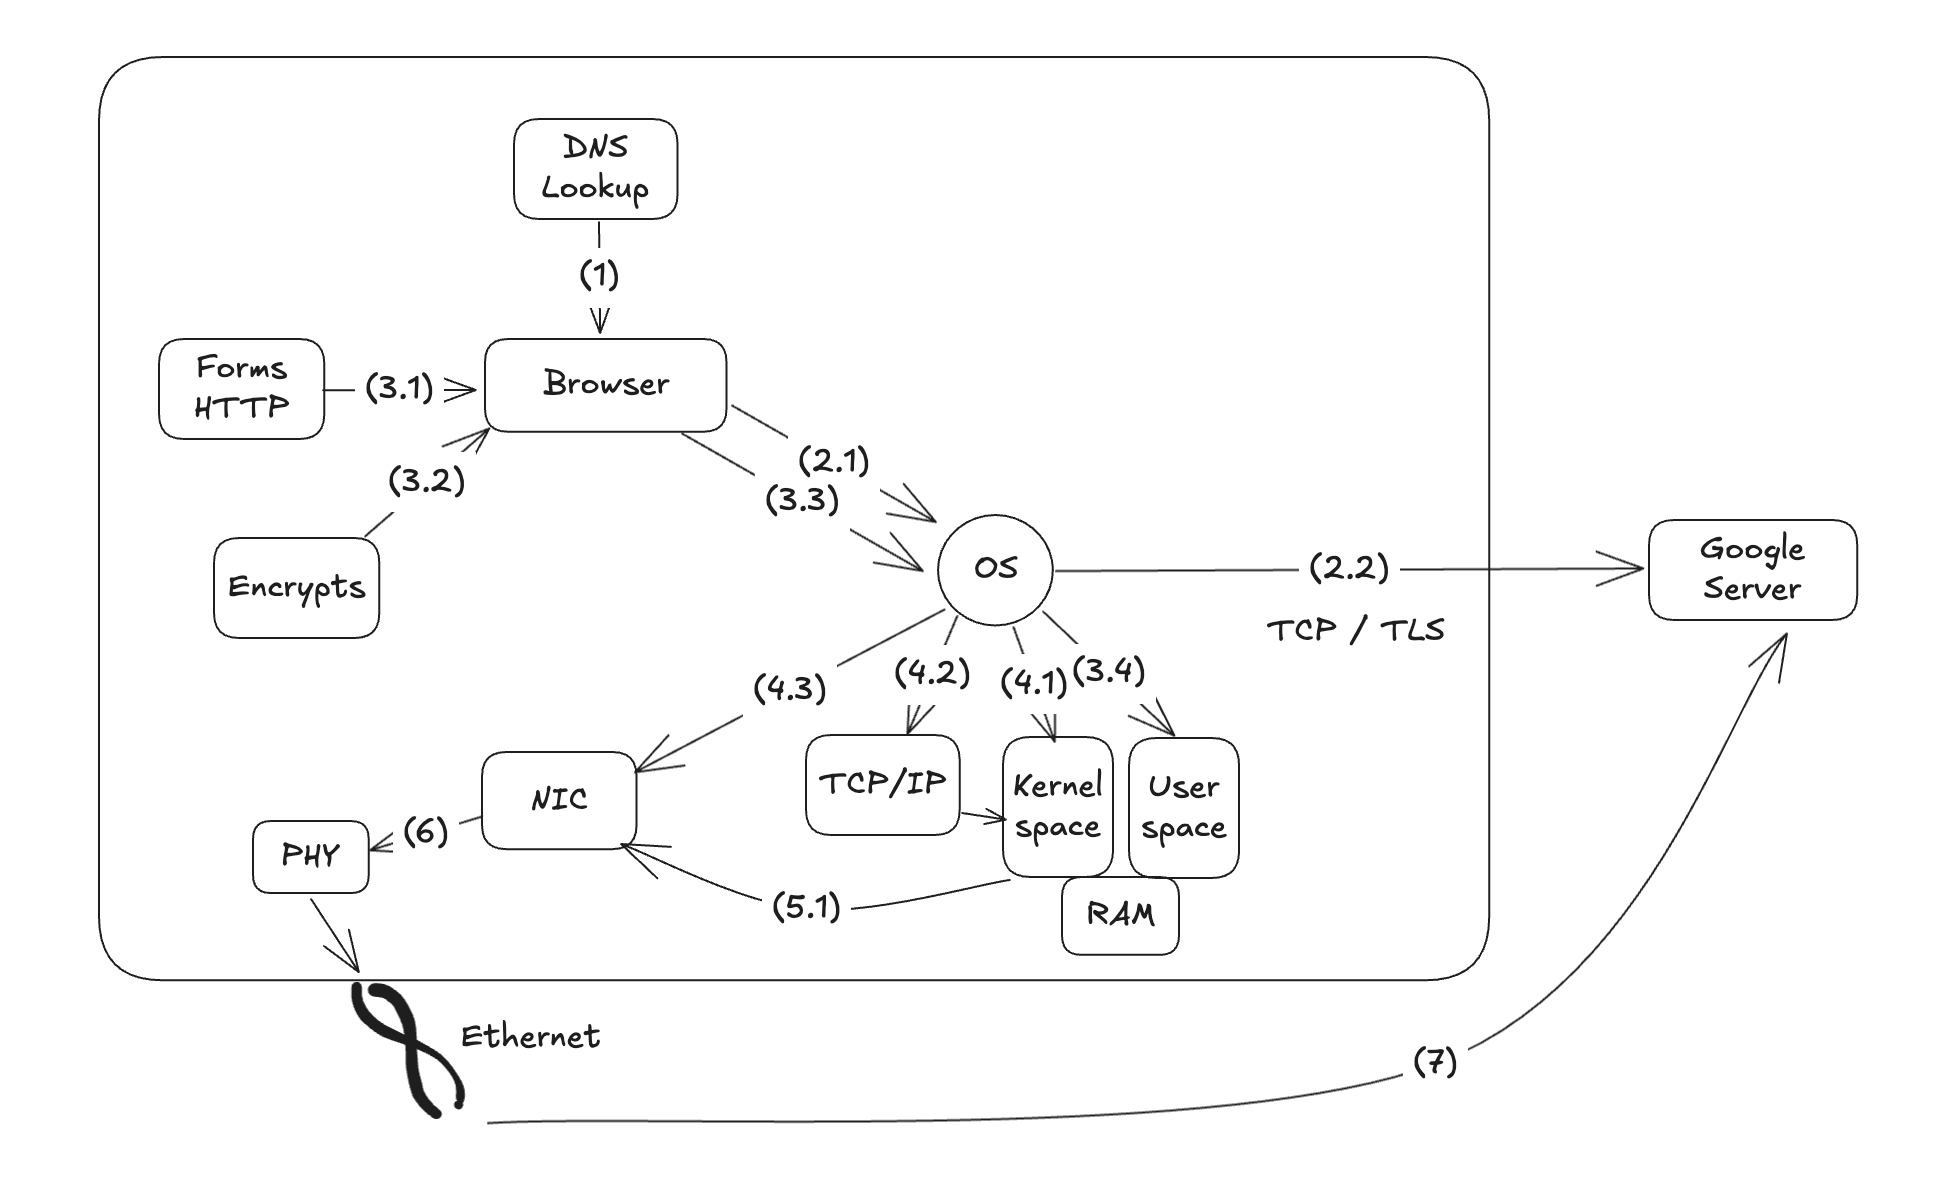 DNS
Lookup
(1)
Forms
HTTP
(3.1)
Browser
(2.1)
(3.2)
(3.3)
Encrypts
OS
(2.2)
TCP / TLS
Google
Server
(4.3)
(4.2)
(4.1)
(3.4)
NIC
TCP/IP
Kernel
space
User
space
(6)
PHY
(5.1)
RAM
Ethernet
(7)